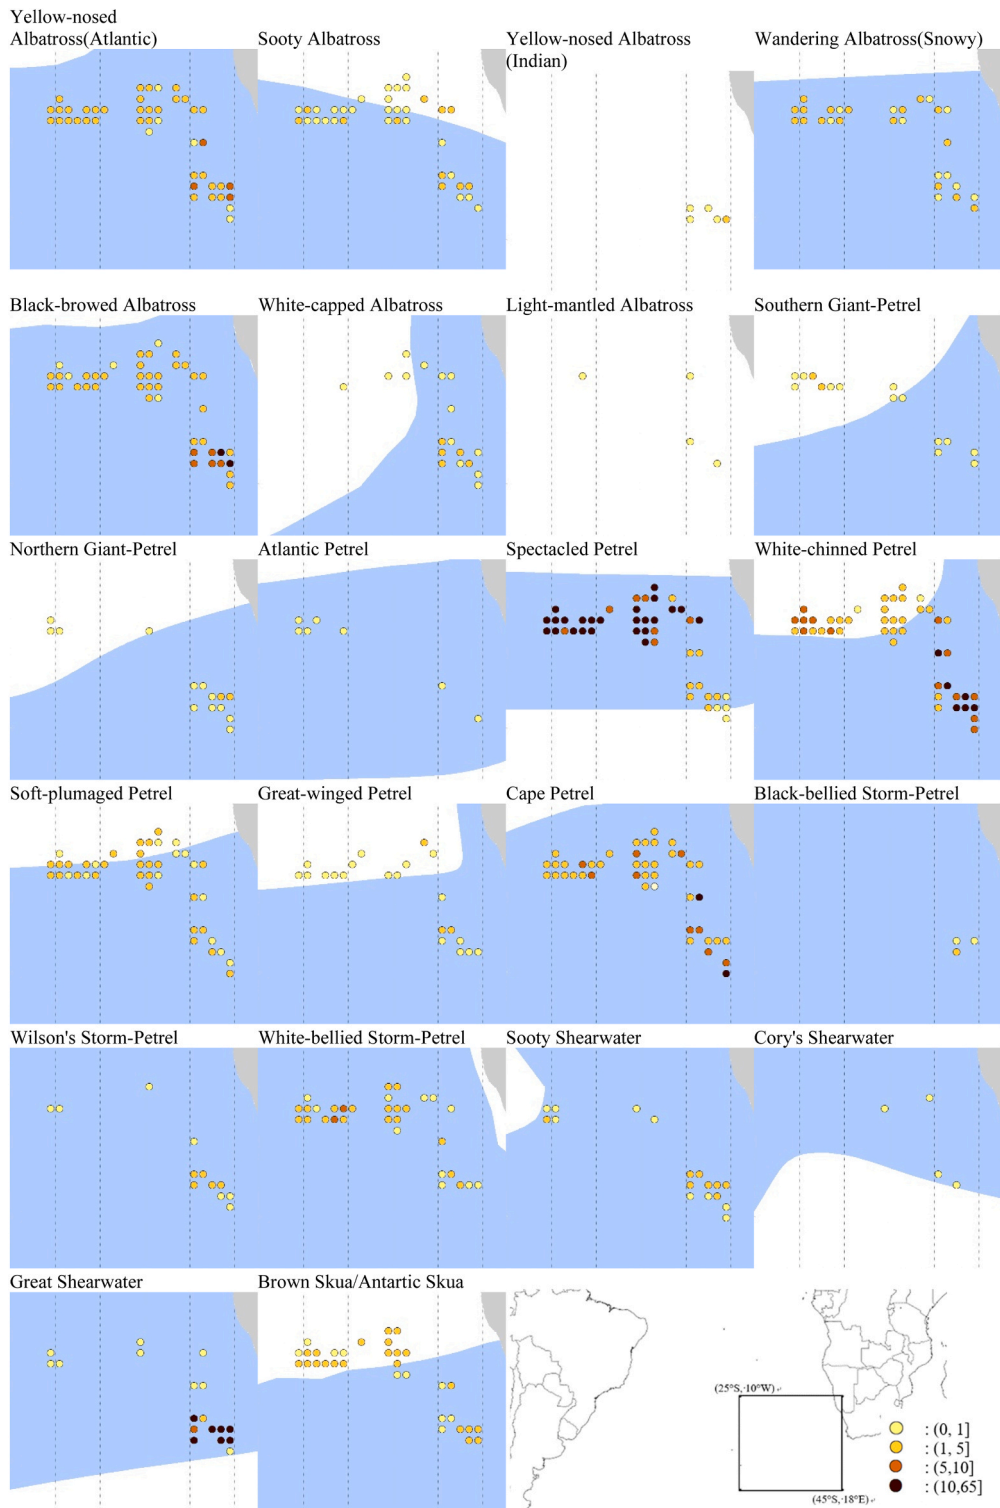 Yellow-nosed
Albatross(Atlantic)
Sooty Albatross
Yellow-nosed Albatross
(Indian)
Wandering Albatross(Snowy)
Black-browed Albatross
White-capped Albatross
Light-mantled Albatross
Southern Giant-Petrel
Northern Giant-Petrel
Atlantic Petrel
Spectacled Petrel
White-chinned Petrel
Soft-plumaged Petrel
Great-winged Petrel
Cape Petrel
Black-bellied Storm-Petrel
Wilson's Storm-Petrel
White-bellied Storm-Petrel
Sooty Shearwater
Cory's Shearwater
Great Shearwater
Brown Skua/Antartic Skua
(25°S,·10°W)
(45°S,·18°E)
: (0, 1]
: (1, 5]
: (5,10]
: (10,65]